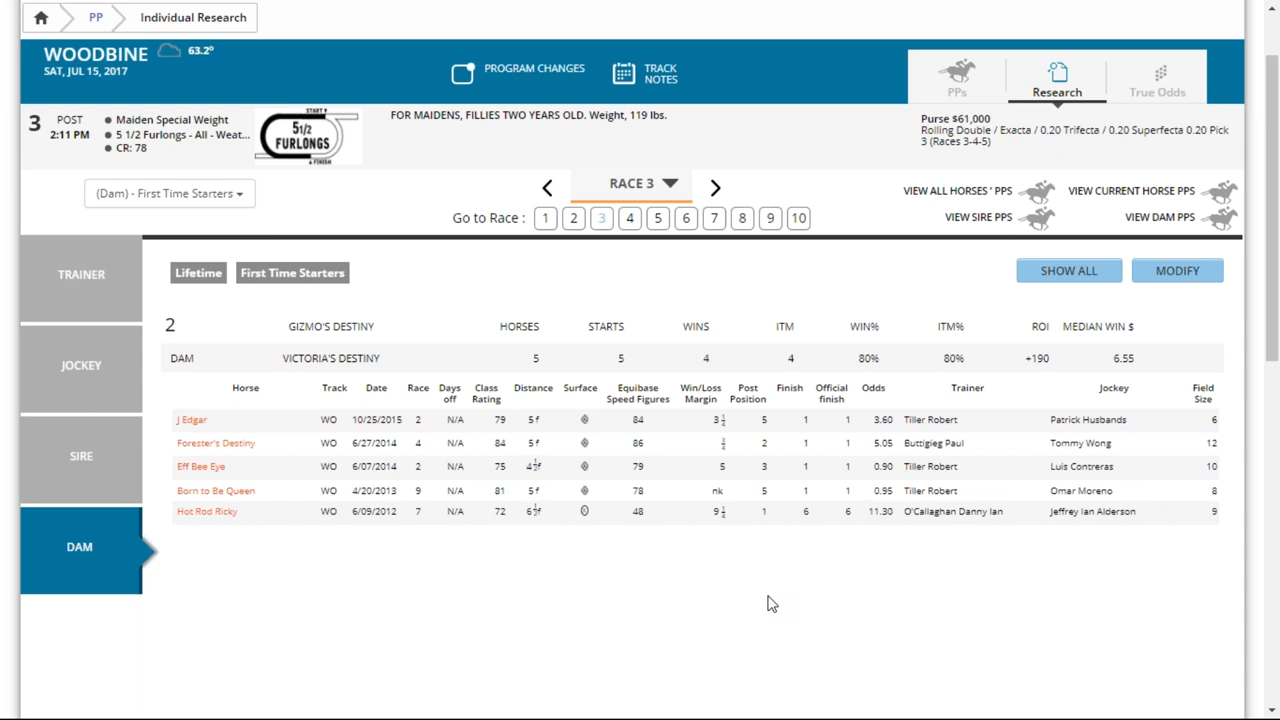 PP
Individual Research
WOODBINE 63.2º
SAT, JUL 15, 2017
PROGRAM CHANGES
TRACK
NOTES
PPs
Research
True Odds
3
POST
2:11 PM
Maiden Special Weight
5 1/2 Furlongs - All - Weat...
CR: 78
START
5 1/2
FURLONGS
FINISH
FOR MAIDENS, FILLIES TWO YEARS OLD. Weight, 119 lbs.
Purse $61,000
Rolling Double / Exacta / 0.20 Trifecta / 0.20 Superfecta 0.20 Pick
3 (Races 3-4-5)
(Dam) - First Time Starters
RACE 3
Go to Race : 1 2 3 4 5 6 7 8 9 10
VIEW ALL HORSES ' PPS
VIEW CURRENT HORSE PPS
VIEW SIRE PPS
VIEW DAM PPS
TRAINER
JOCKEY
SIRE
DAM
Lifetime First Time Starters
SHOW ALL MODIFY
2 GIZMO'S DESTINY HORSES STARTS WINS ITM WIN% ITM% ROI MEDIAN WIN $
DAM VICTORIA'S DESTINY 5 5 4 4 80% 80% +190 6.55
Horse Track Date Race Days off Class Rating Distance Surface Equibase Speed Figures Win/Loss Margin Post Position Finish Official finish Odds Trainer Jockey Field Size
J Edgar WO 10/25/2015 2 N/A 79 5 f 84 3 5 1 1 3.60 Tiller Robert Patrick Husbands 6
Forester's Destiny WO 6/27/2014 4 N/A 84 5 f 86 2 1 1 5.05 Buttigieg Paul Tommy Wong 12
Eff Bee Eye WO 6/07/2014 2 N/A 75 4 1/2 f 79 5 3 1 1 0.90 Tiller Robert Luis Contreras 10
Born to Be Queen WO 4/20/2013 9 N/A 81 5 f 78 nk 5 1 1 0.95 Tiller Robert Omar Moreno 8
Hot Rod Ricky WO 6/09/2012 7 N/A 72 6 1/2 f 48 9 1 6 6 11.30 O'Callaghan Danny Ian Jeffrey Ian Alderson 9